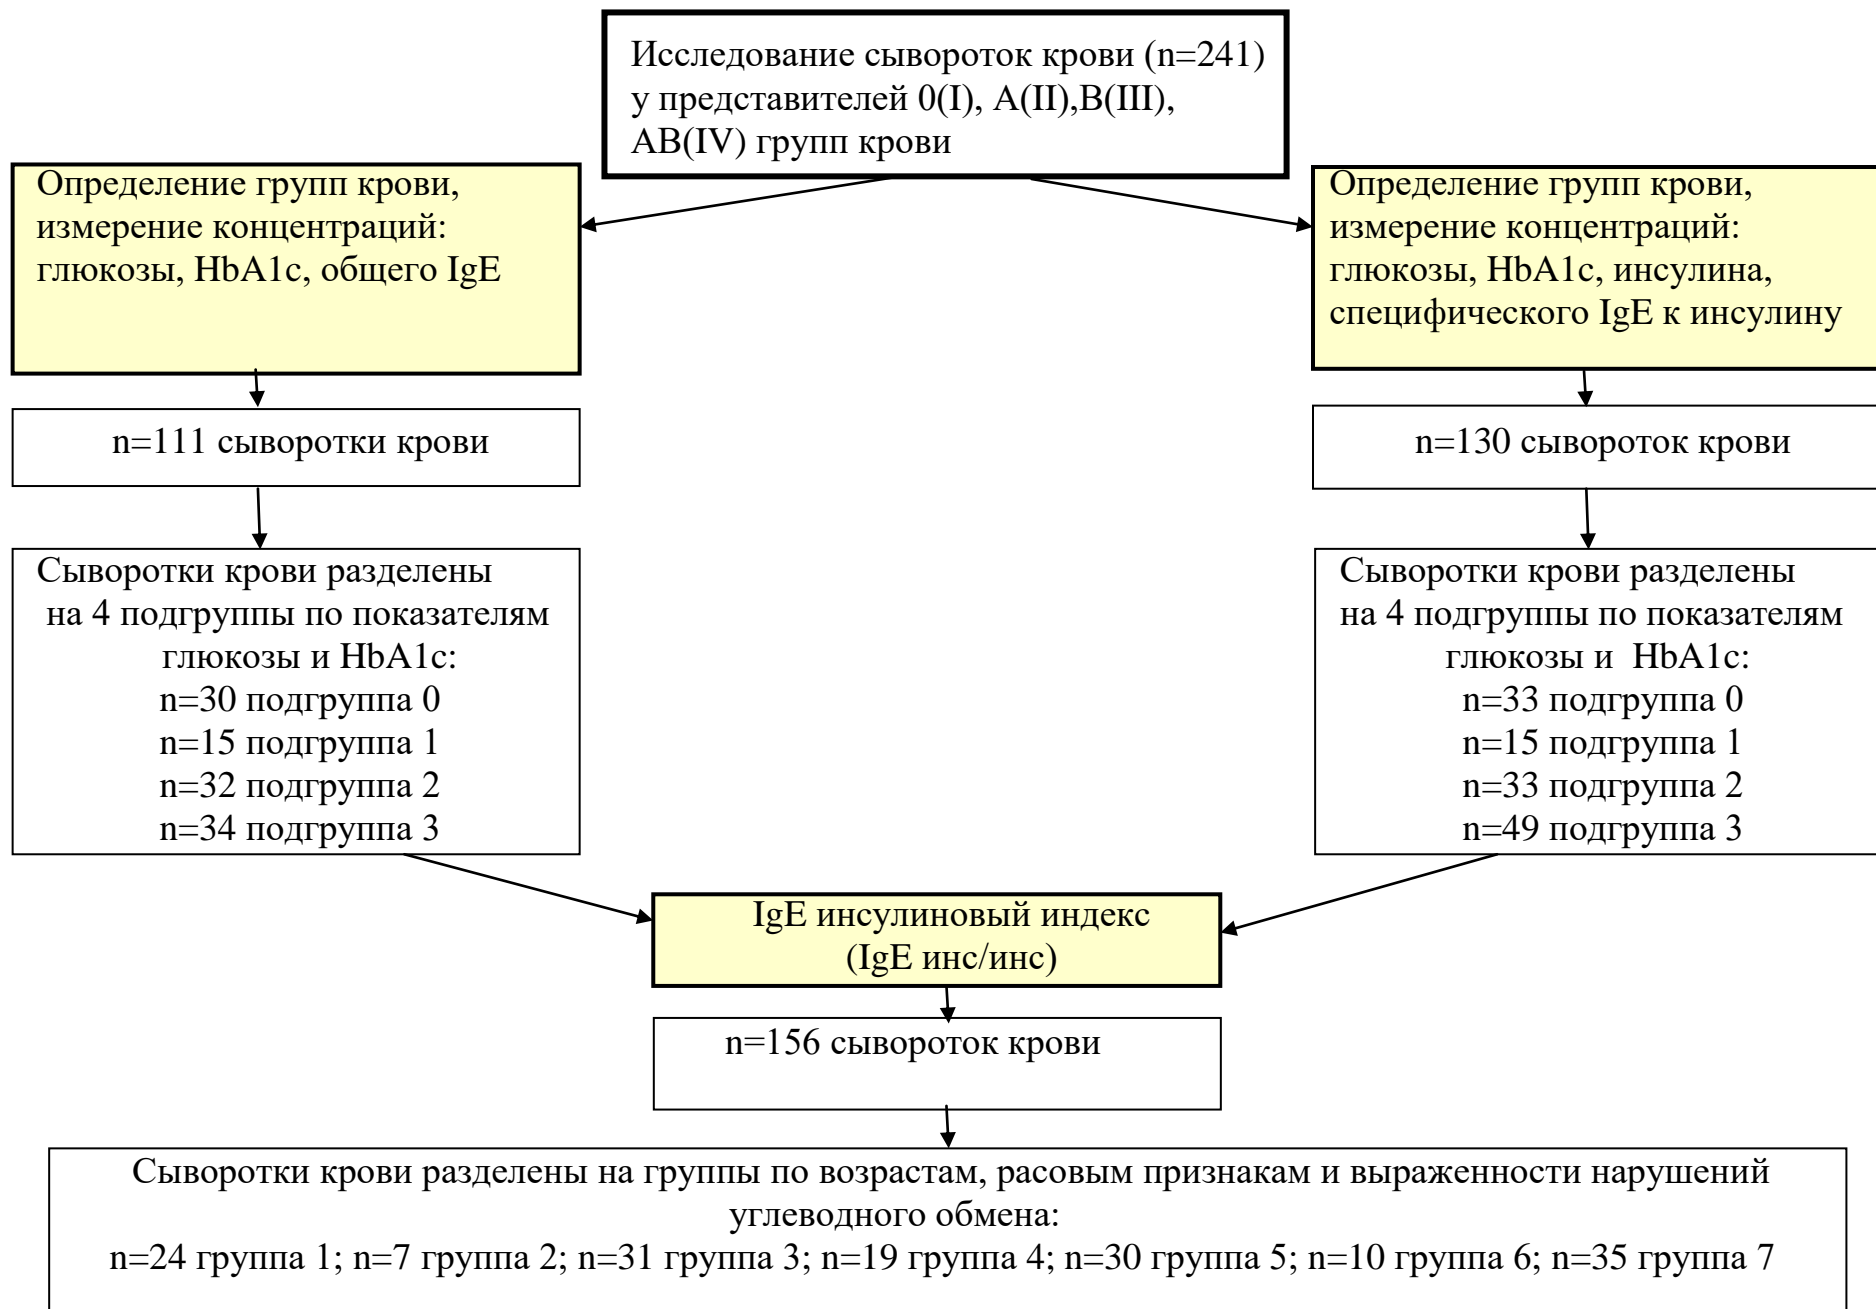 Исследование сывороток крови (n=241)
у представителей 0(I), A(II),B(III),
AB(IV) групп крови
Определение групп крови,
измерение концентраций:
глюкозы, HbA1c, общего IgE
Определение групп крови,
измерение концентраций:
глюкозы, HbA1c, инсулина,
специфического IgE к инсулину
n=111 сыворотки крови
n=130 сывороток крови
Сыворотки крови разделены
на 4 подгруппы по показателям
глюкозы и HbA1c:
n=30 подгруппа 0
n=15 подгруппа 1
n=32 подгруппа 2
n=34 подгруппа 3
Сыворотки крови разделены
на 4 подгруппы по показателям
глюкозы и HbA1c:
n=33 подгруппа 0
n=15 подгруппа 1
n=33 подгруппа 2
n=49 подгруппа 3
IgE инсулиновый индекс
(IgE инс/инс)
n=156 сывороток крови
Сыворотки крови разделены на группы по возрастам, расовым признакам и выраженности нарушений
углеводного обмена:
n=24 группа 1; n=7 группа 2; n=31 группа 3; n=19 группа 4; n=30 группа 5; n=10 группа 6; n=35 группа 7